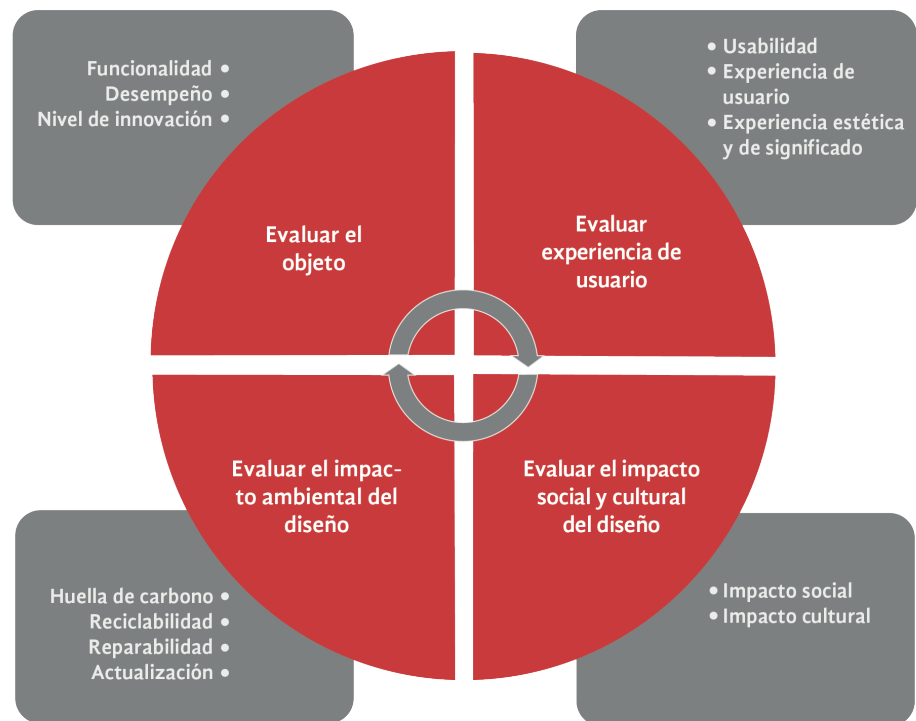 Funcionalidad •
Desempeño •
Nivel de innovación •
• Usabilidad
• Experiencia de
usuario
• Experiencia estética
y de significado
Evaluar el
objeto
Evaluar
experiencia de
usuario
Evaluar el impac-
to ambiental del
diseño
Evaluar el impacto
social y cultural
del diseño
Huella de carbono •
Reciclabilidad •
Reparabilidad •
Actualización •
• Impacto social
• Impacto cultural